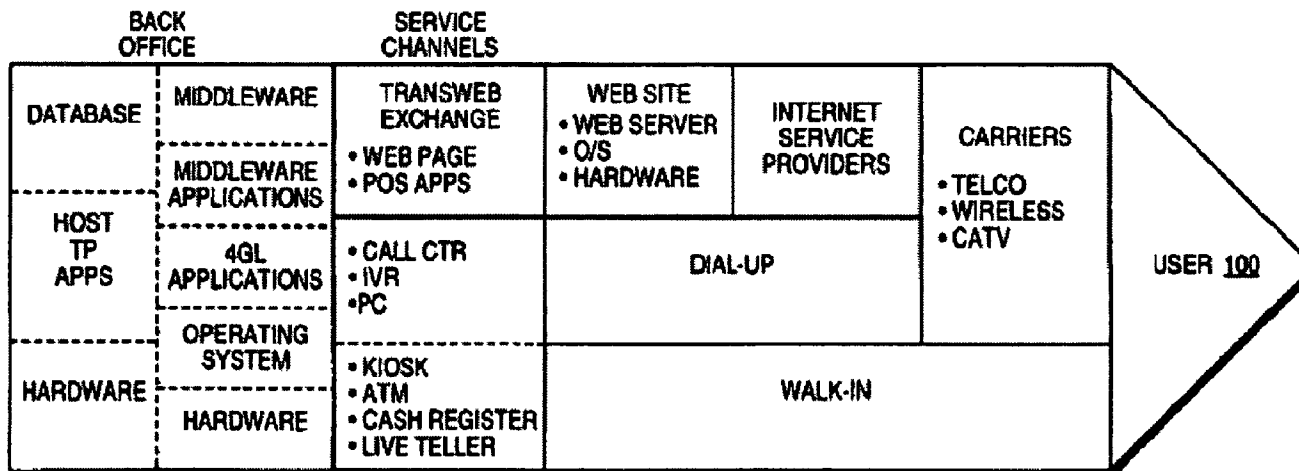 BACK
OFFICE
SERVICE
CHANNELS
DATABASE
HOST
TP
APPS
HARDWARE
MIDDLEWARE
MIDDLEWARE
APPLICATIONS
4GL
APPLICATIONS
OPERATING
SYSTEM
HARDWARE
TRANSWEB
EXCHANGE
• WEB PAGE
• POS APPS
• CALL CTR
• IVR
• PC
• KIOSK
• ATM
• CASH REGISTER
• LIVE TELLER
WEB SITE
• WEB SERVER
• O/S
• HARDWARE
INTERNET
SERVICE
PROVIDERS
DIAL-UP
WALK-IN
CARRIERS
• TELCO
• WIRELESS
• CATV
USER 100